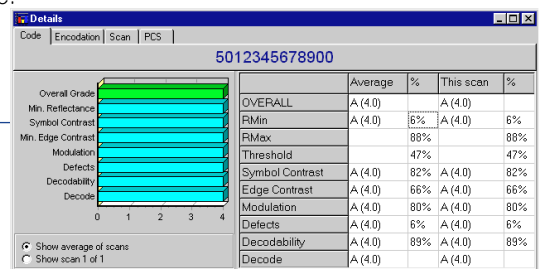 Details
Code Encodation Scan PCS
5012345678900
Overall Grade
Min. Reflectance
Symbol Contrast
Min. Edge Contrast
Modulation
Defects
Decodability
Decode
0 1 2 3 4
Show average of scans
Show scan 1 of 1
Average % This scan %
OVERALL A (4.0) A (4.0)
RMin A (4.0) 6% A (4.0) 6%
RMax 88% 88%
Threshold 47% 47%
Symbol Contrast A (4.0) 82% A (4.0) 82%
Edge Contrast A (4.0) 66% A (4.0) 66%
Modulation A (4.0) 80% A (4.0) 80%
Defects A (4.0) 6% A (4.0) 6%
Decodability A (4.0) 89% A (4.0) 89%
Decode A (4.0) A (4.0)